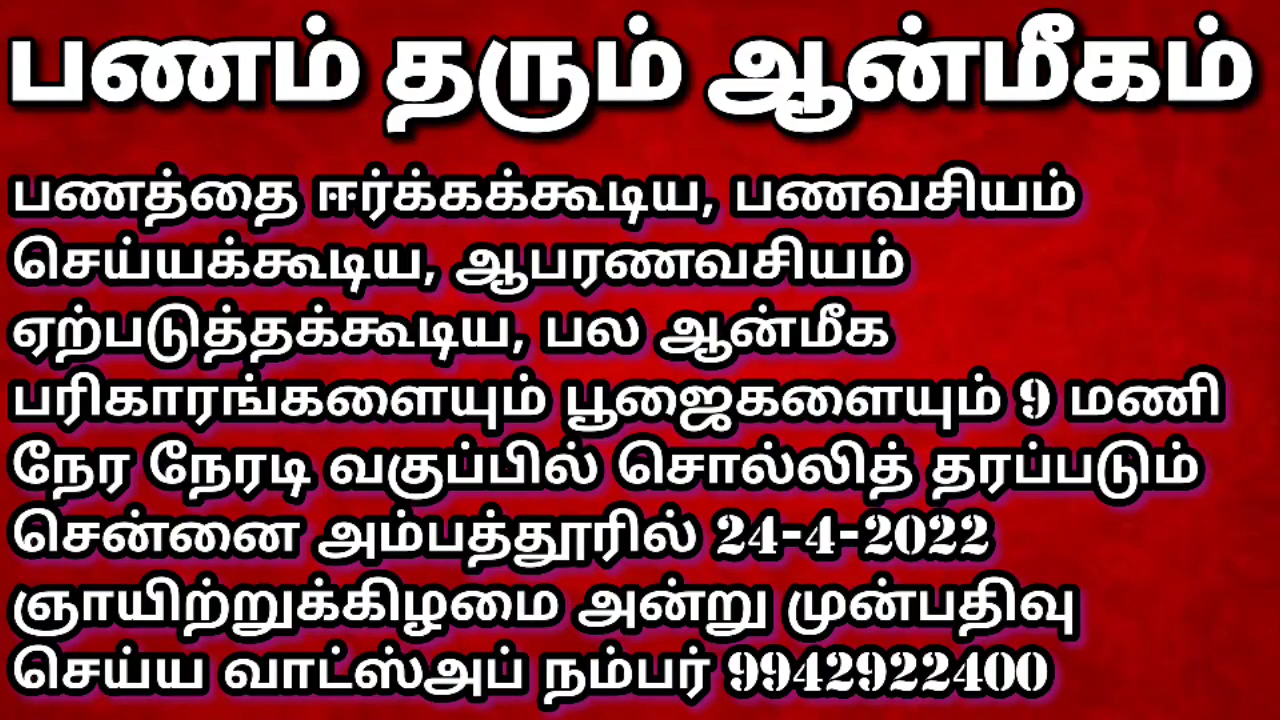 பணம் தரும் ஆன்மீகம்
பணத்தை ஈர்க்கக்கூடிய, பணவசியம்
செய்யக்கூடிய, ஆபரணவசியம்
ஏற்படுத்தக்கூடிய, பல ஆன்மீக
பரிகாரங்களையும் பூஜைகளையும் 9 மணி
நேர நேரடி வகுப்பில் சொல்லித் தரப்படும்
சென்னை அம்பத்தூரில் 24-4-2022
ஞாயிற்றுக்கிழமை அன்று முன்பதிவு
செய்ய வாட்ஸ்அப் நம்பர் 9942922400